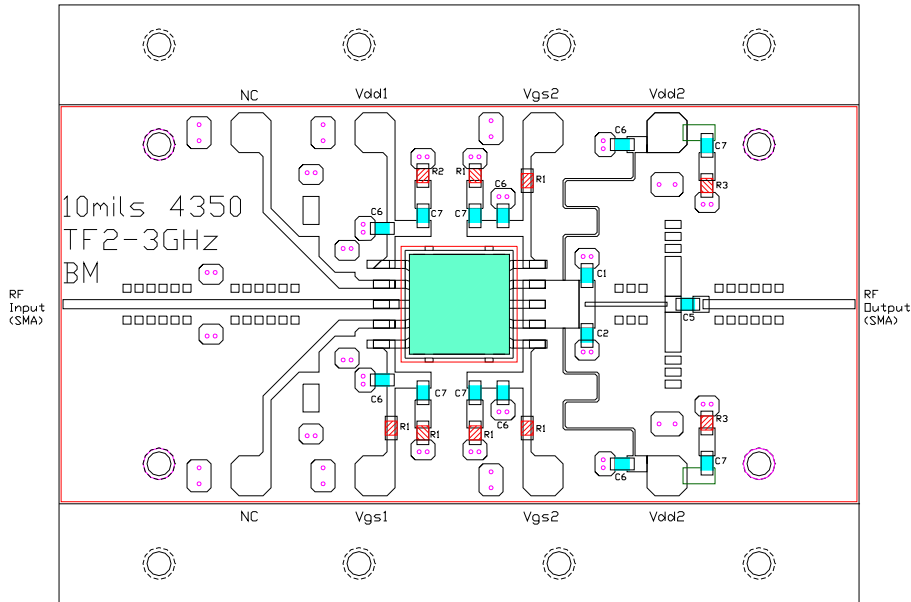 NC Vdd1 Vgs2 Vdd2
C6 C7
R2 R1 R1 R3
10mils 4350
TF2-3GHz
BM
C6 C7 C7 C6
C1
RF
Input
(SMA)
RF
Output
(SMA)
C5
C2
C6 C7 C7 C6
R1 R1 R1 R1 R3
C6 C7
NC Vgs1 Vgs2 Vdd2